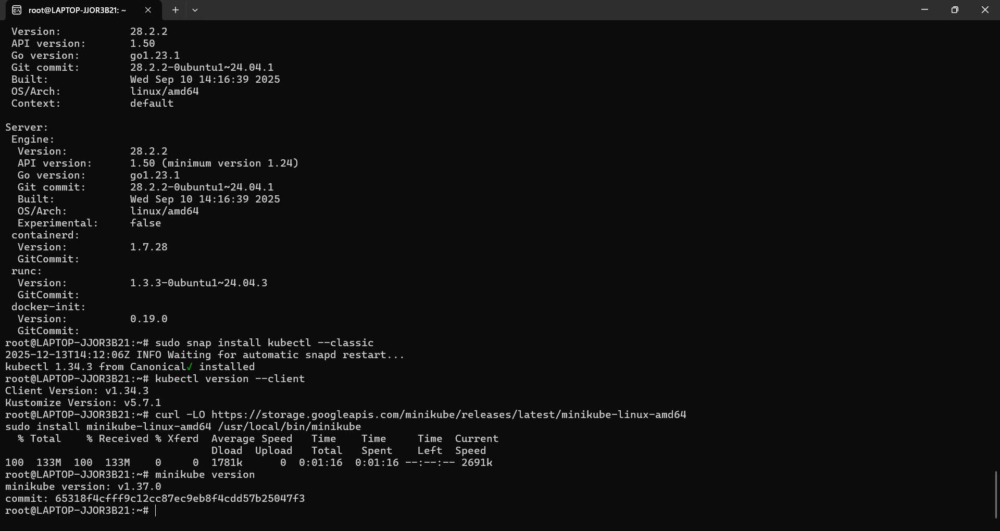 root@LAPTOP-JJOR3B21: ~
Version: 28.2.2
API version: 1.50
Go version: go1.23.1
Git commit: 28.2.2-0ubuntu1~24.04.1
Built: Wed Sep 10 14:16:39 2025
OS/Arch: linux/amd64
Context: default
Server:
Engine:
Version: 28.2.2
API version: 1.50 (minimum version 1.24)
Go version: go1.23.1
Git commit: 28.2.2-0ubuntu1~24.04.1
Built: Wed Sep 10 14:16:39 2025
OS/Arch: linux/amd64
Experimental: false
containerd:
Version: 1.7.28
GitCommit:
runc:
Version: 1.3.3-0ubuntu1~24.04.3
GitCommit:
docker-init:
Version: 0.19.0
GitCommit:
root@LAPTOP-JJOR3B21:~# sudo snap install kubectl --classic
2025-12-13T14:12:06Z INFO Waiting for automatic snapd restart...
kubectl 1.34.3 from Canonical✓ installed
root@LAPTOP-JJOR3B21:~# kubectl version --client
Client Version: v1.34.3
Kustomize Version: v5.7.1
root@LAPTOP-JJOR3B21:~# curl -LO https://storage.googleapis.com/minikube/releases/latest/minikube-linux-amd64
sudo install minikube-linux-amd64 /usr/local/bin/minikube
% Total % Received % Xferd Average Speed Time Time Time Current
Dload Upload Total Spent Left Speed
100 133M 100 133M 0 0 1781k 0 0:01:16 0:01:16 --:--:-- 2691k
root@LAPTOP-JJOR3B21:~# minikube version
minikube version: v1.37.0
commit: 65318f4cfff9c12cc87ec9eb8f4cdd57b25047f3
root@LAPTOP-JJOR3B21:~#